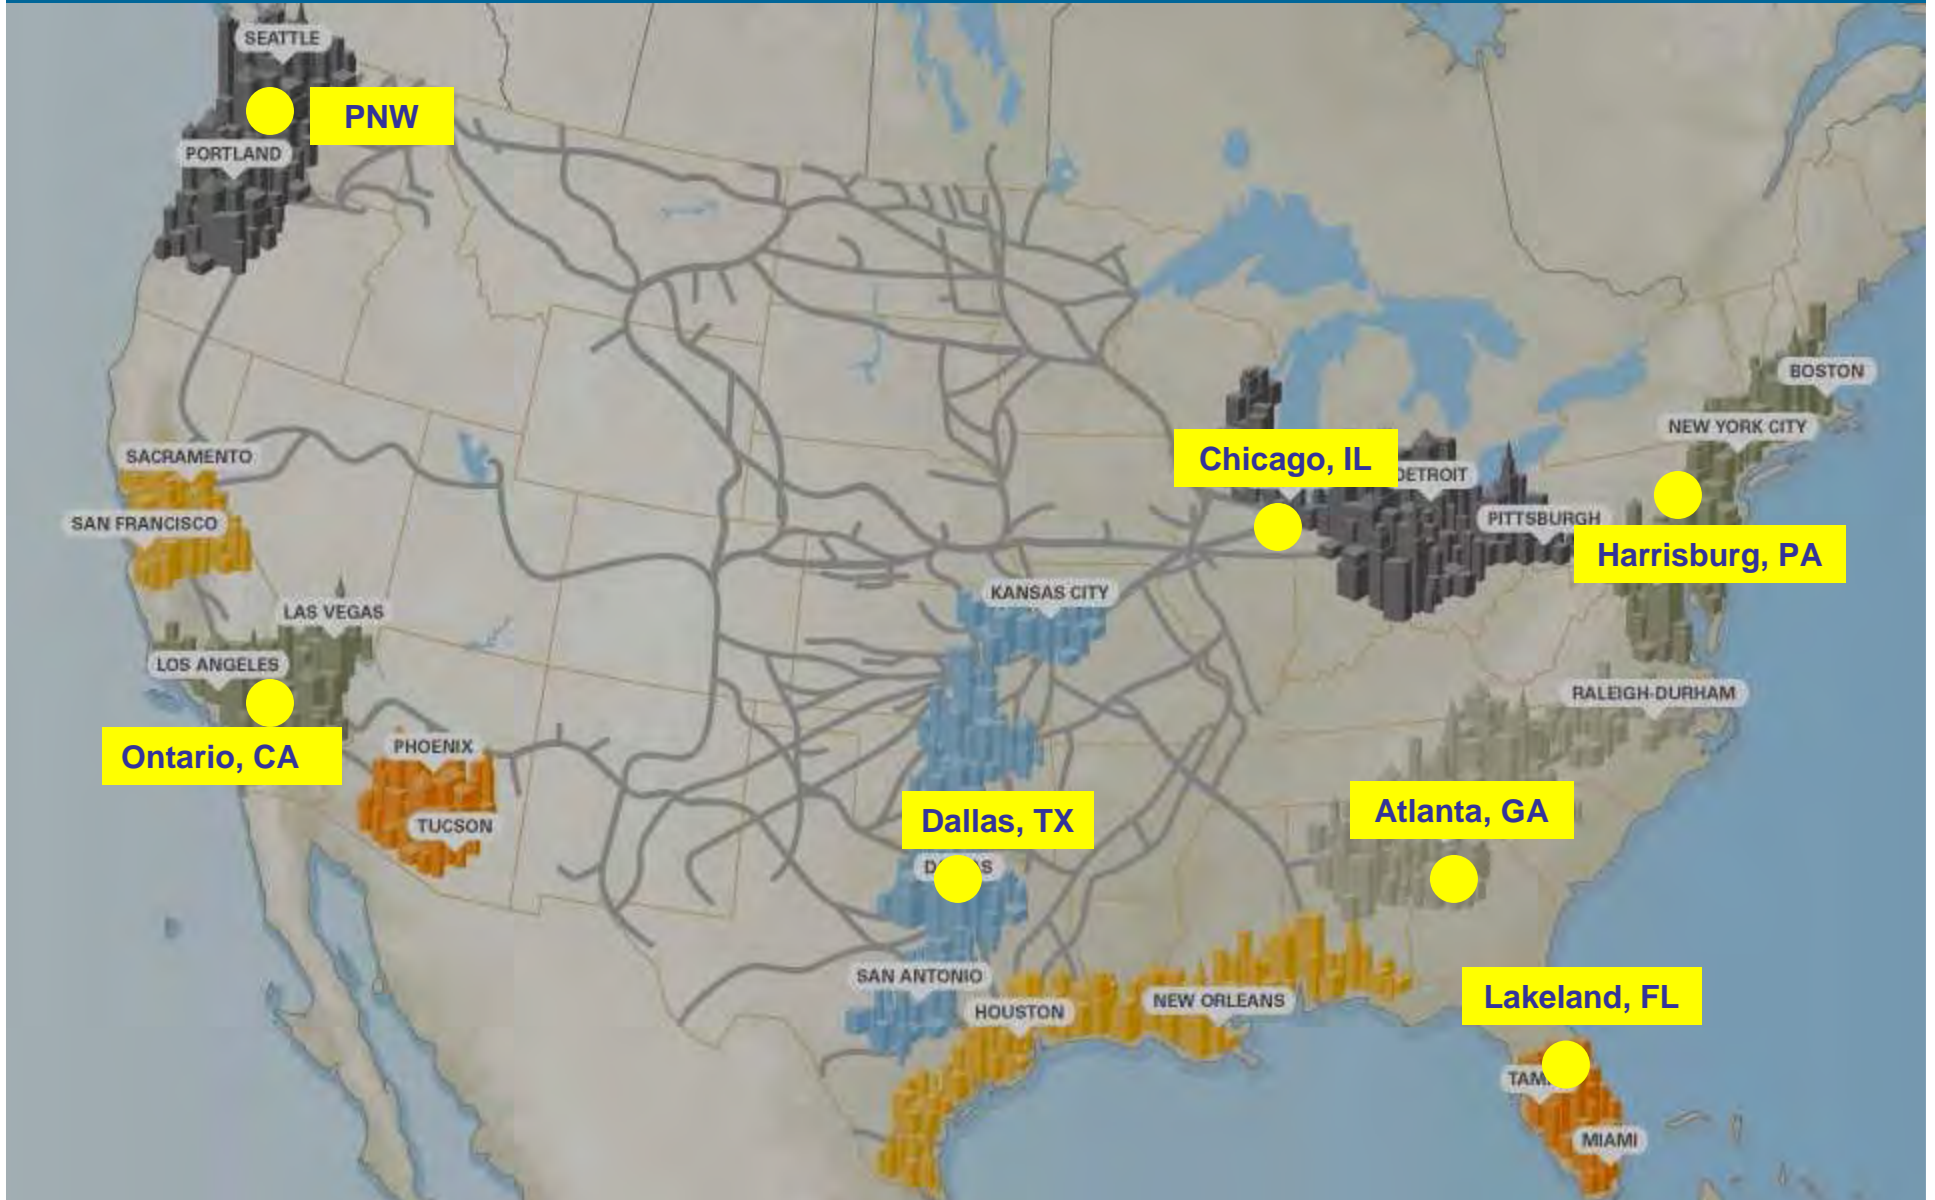 SEATTLE
PNW
PORTLAND
BOSTON
NEW YORK CITY
SACRAMENTO
Chicago, IL
DETROIT
SAN FRANCISCO
PITTSBURGH
Harrisburg, PA
KANSAS CITY
LAS VEGAS
LOS ANGELES
RALEIGH-DURHAM
Ontario, CA
PHOENIX
TUCSON
Dallas, TX
Atlanta, GA
SAN ANTONIO
HOUSTON
NEW ORLEANS
Lakeland, FL
MIAMI